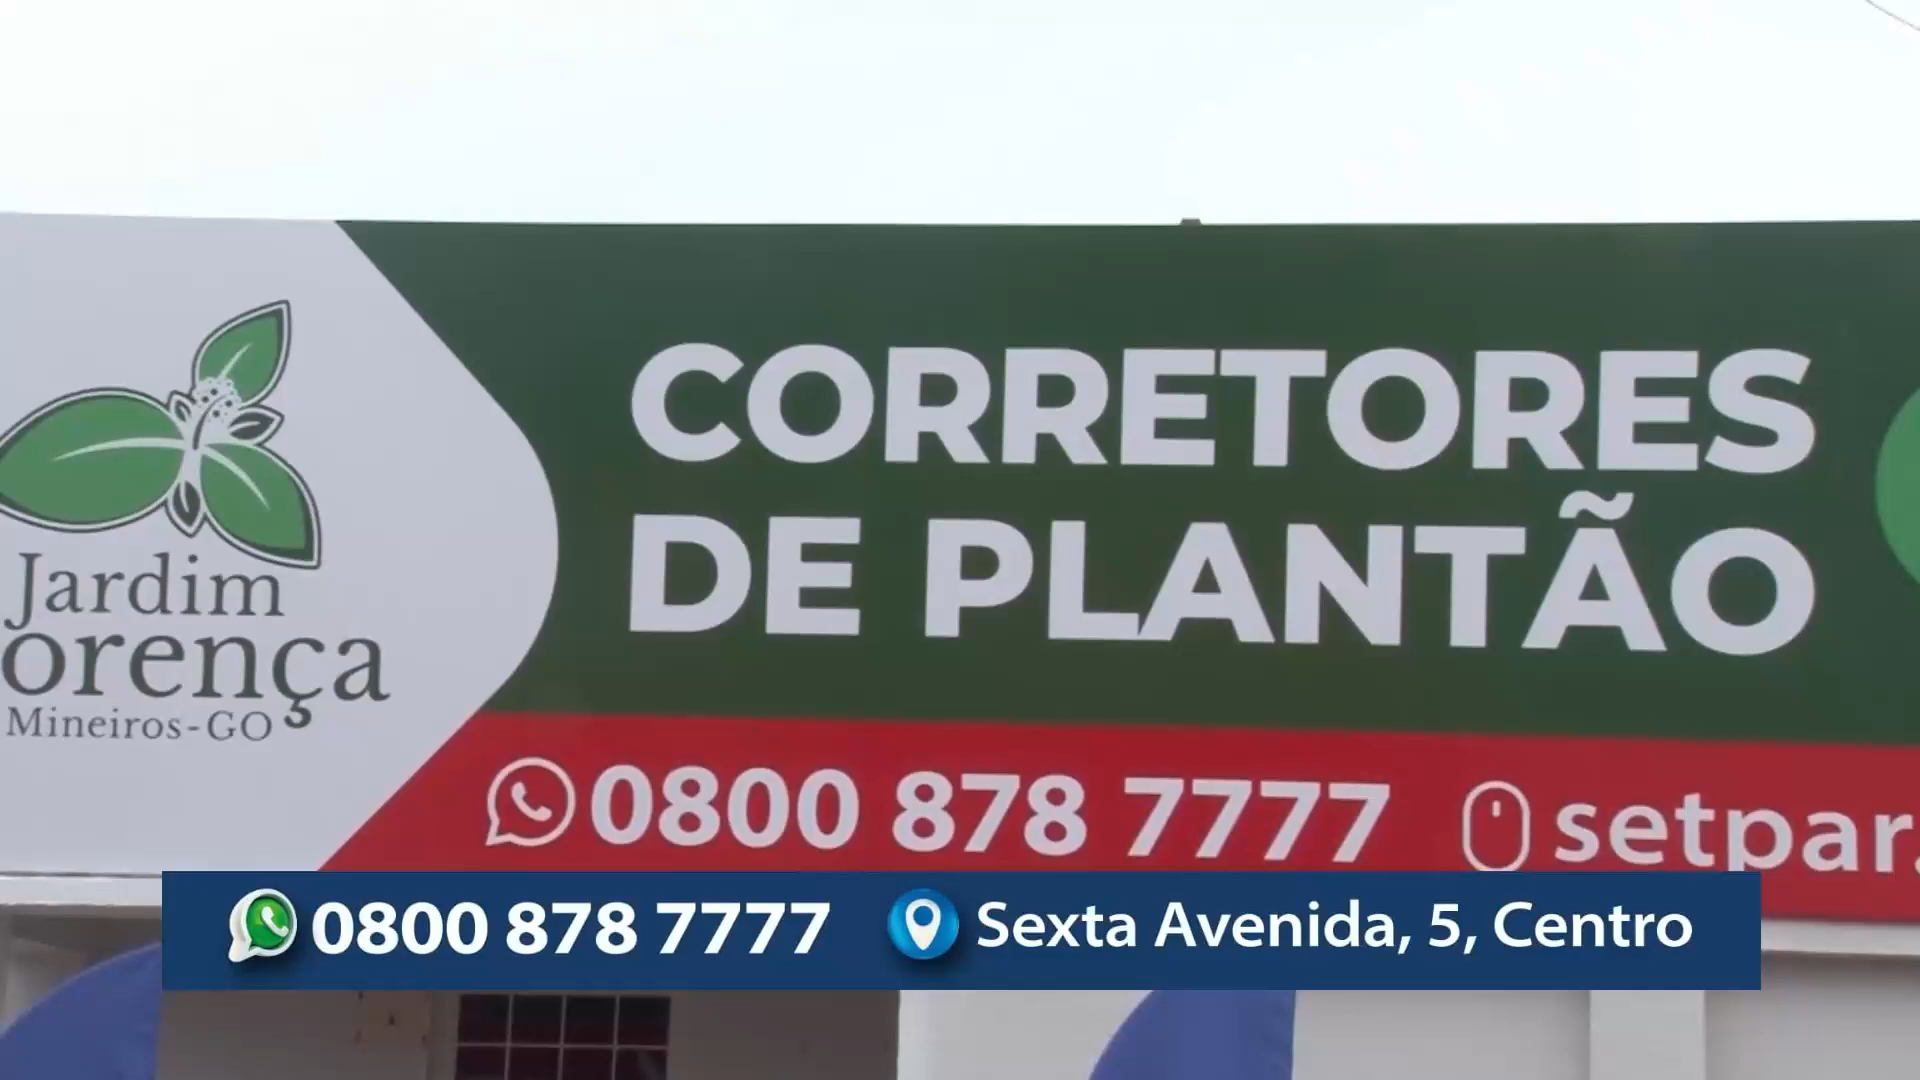 Jardim
orença
Mineiros-GO
CORRETORES
DE PLANTÃO
0800 878 7777
setpar.
0800 878 7777
Sexta Avenida, 5, Centro